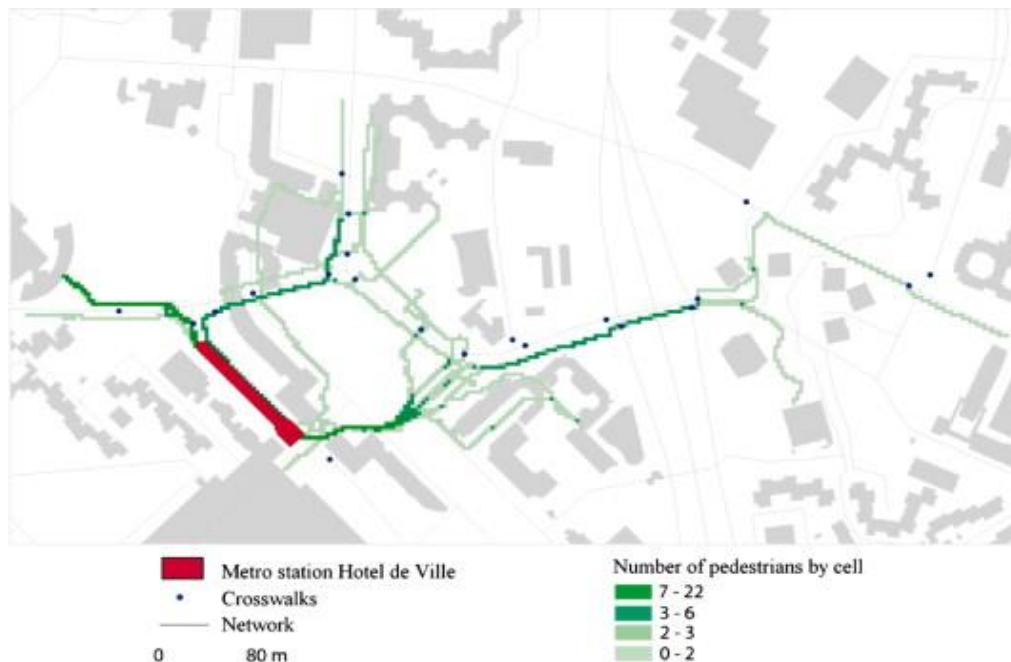 Metro station Hotel de Ville
Crosswalks
Network
0 80 m
Number of pedestrians by cell
7 - 22
3 - 6
2 - 3
0 - 2